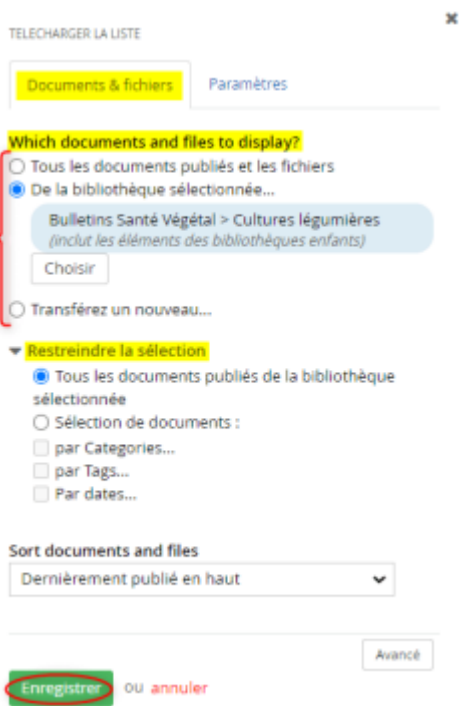 TELECHARGER LA LISTE
Documents & fichiers
Paramètres
Which documents and files to display?
Tous les documents publiés et les fichiers
De la bibliothèque sélectionnée...
Bulletins Santé Végétal > Cultures légumières
(inclut les éléments des bibliothèques enfants)
Choisir
Transférez un nouveau...
Restreindre la sélection
Tous les documents publiés de la bibliothèque
sélectionnée
Sélection de documents :
par Categories...
par Tags...
Par dates...
Sort documents and files
Dernièrement publié en haut
Avancé
Enregistrer ou annuler